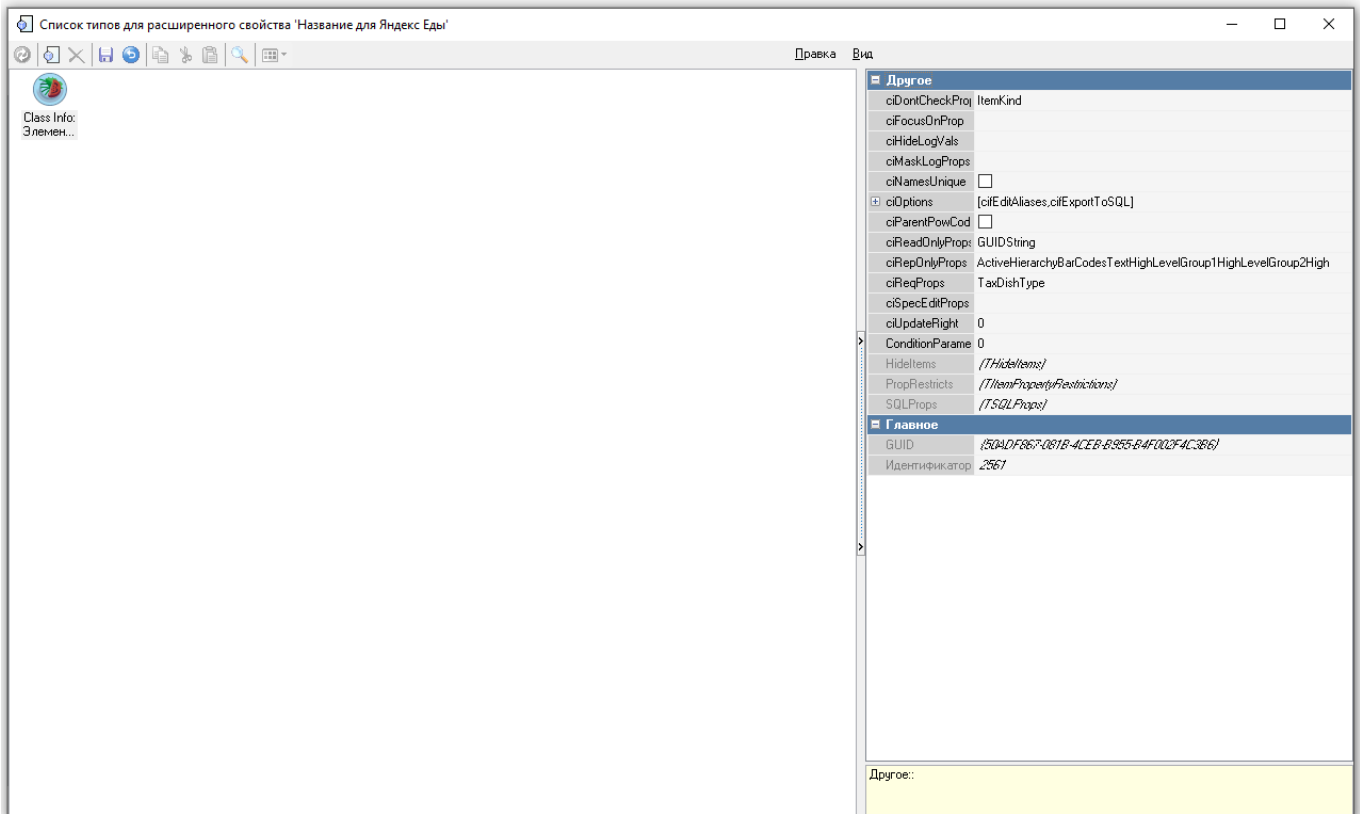 Список типов для расширенного свойства 'Название для Яндекс Еды'
Правка Вид
Class Info:
Элемен...
Другое
ciDontCheckProp ItemKind
ciFocusOnProp
ciHideLogVals
ciMaskLogProps
ciNamesUnique
ciOptions [cifEditAliases,cifExportToSQL]
ciParentPowCod
ciReadOnlyProps GUIDString
ciRepOnlyProps ActiveHierarchyBarCodesTextHighLevelGroup1HighLevelGroup2High
ciReqProps TaxDishType
ciSpecEditProps
ciUpdateRight 0
ConditionParame 0
HideItems (THideItems)
PropRestricts (TItemPropertyRestrictions)
SQLProps (TSQLProps)
Главное
GUID {50ADF867-081B-4CEB-B955-B4F002F4C3B6}
Идентификатор 2561
Другое::